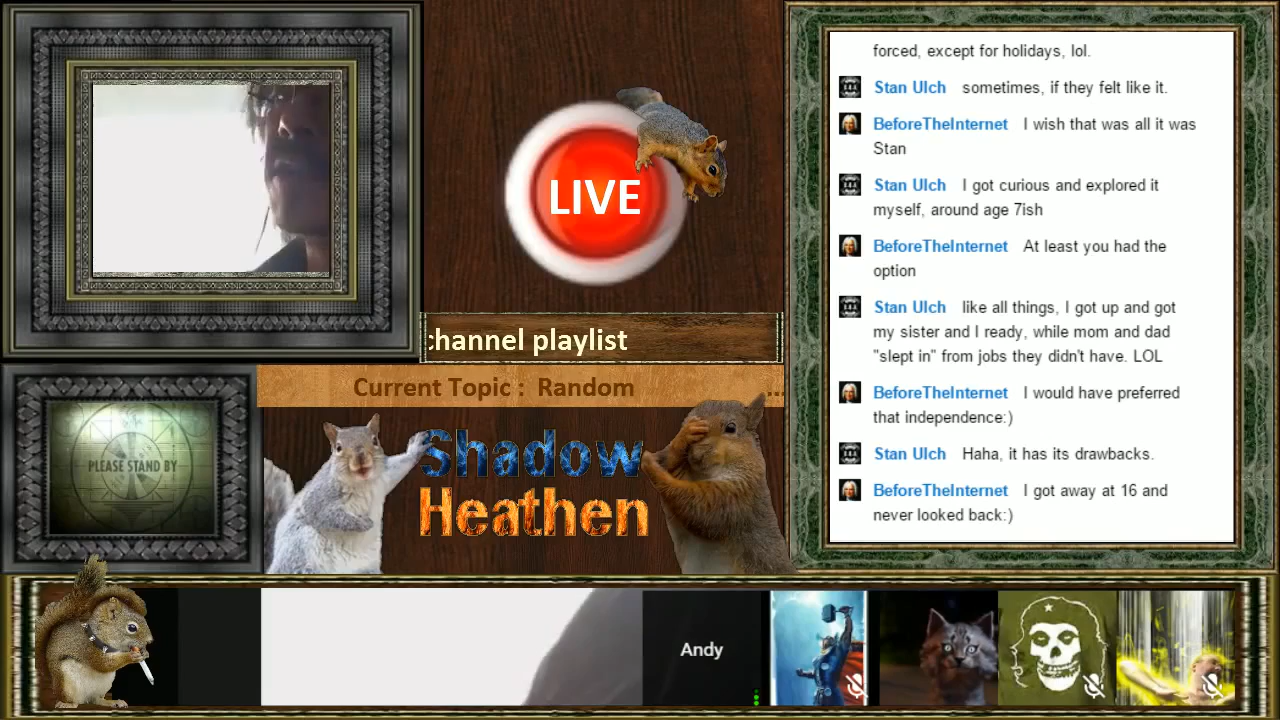 LIVE
channel playlist
Current Topic : Random
...
PLEASE STAND BY
Shadow
Heathen
Andy
forced, except for holidays, lol.
Stan Ulch sometimes, if they felt like it.
BeforeTheInternet I wish that was all it was
Stan
Stan Ulch I got curious and explored it
myself, around age 7ish
BeforeTheInternet At least you had the
option
Stan Ulch like all things, I got up and got
my sister and I ready, while mom and dad
"slept in" from jobs they didn't have. LOL
BeforeTheInternet I would have preferred
that independence:)
Stan Ulch Haha, it has its drawbacks.
BeforeTheInternet I got away at 16 and
never looked back:)